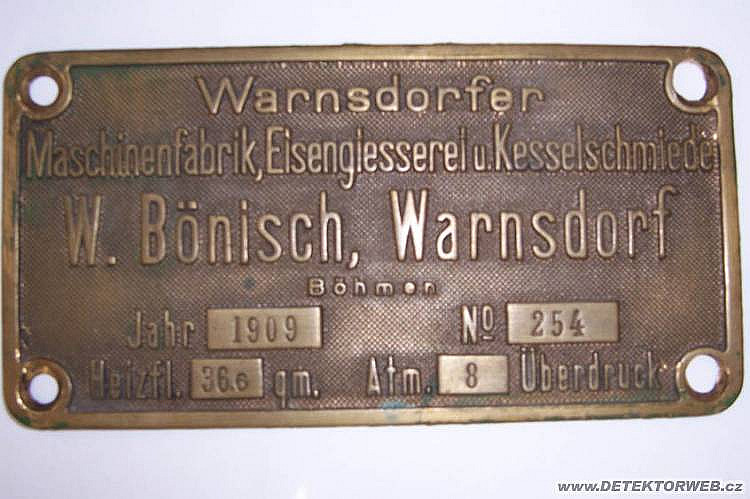 Warnsdorfer
Maschinenfabrik, Eisengiesserei u. Kesselschmiede
W. Bönisch, Warnsdorf
Böhmen
Jahr 1909 No 254
Heizfl. 36.6 qm. Atm. 8 Überdruck
www.DETEKTORWEB.cz